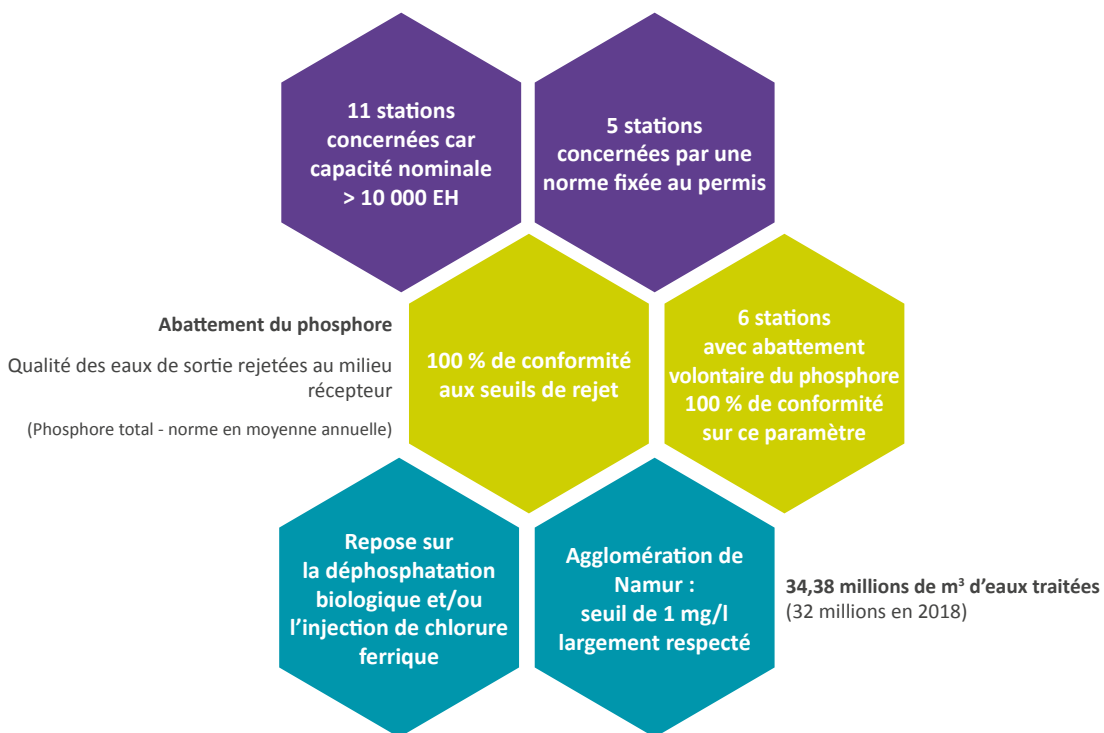 11 stations
concernées car
capacité nominale
> 10 000 EH
5 stations
concernées par une
norme fixée au permis
Abattement du phosphore
Qualité des eaux de sortie rejetées au milieu
récepteur
(Phosphore total - norme en moyenne annuelle)
100 % de conformité
aux seuils de rejet
6 stations
avec abattement
volontaire du phosphore
100 % de conformité
sur ce paramètre
Repose sur
la déphosphatation
biologique et/ou
l’injection de chlorure
ferrique
Agglomération de
Namur :
seuil de 1 mg/l
largement respecté
34,38 millions de m³ d’eaux traitées
(32 millions en 2018)